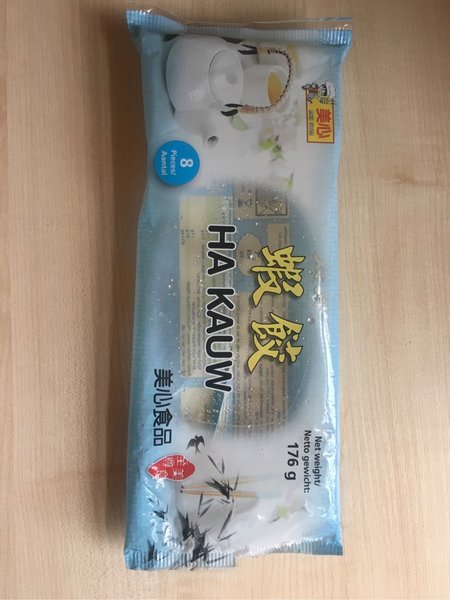 美心
8
Pieces/
Aantal
蝦餃
HA KAUW
美心食品
Net weight/
Netto gewicht:
176 g